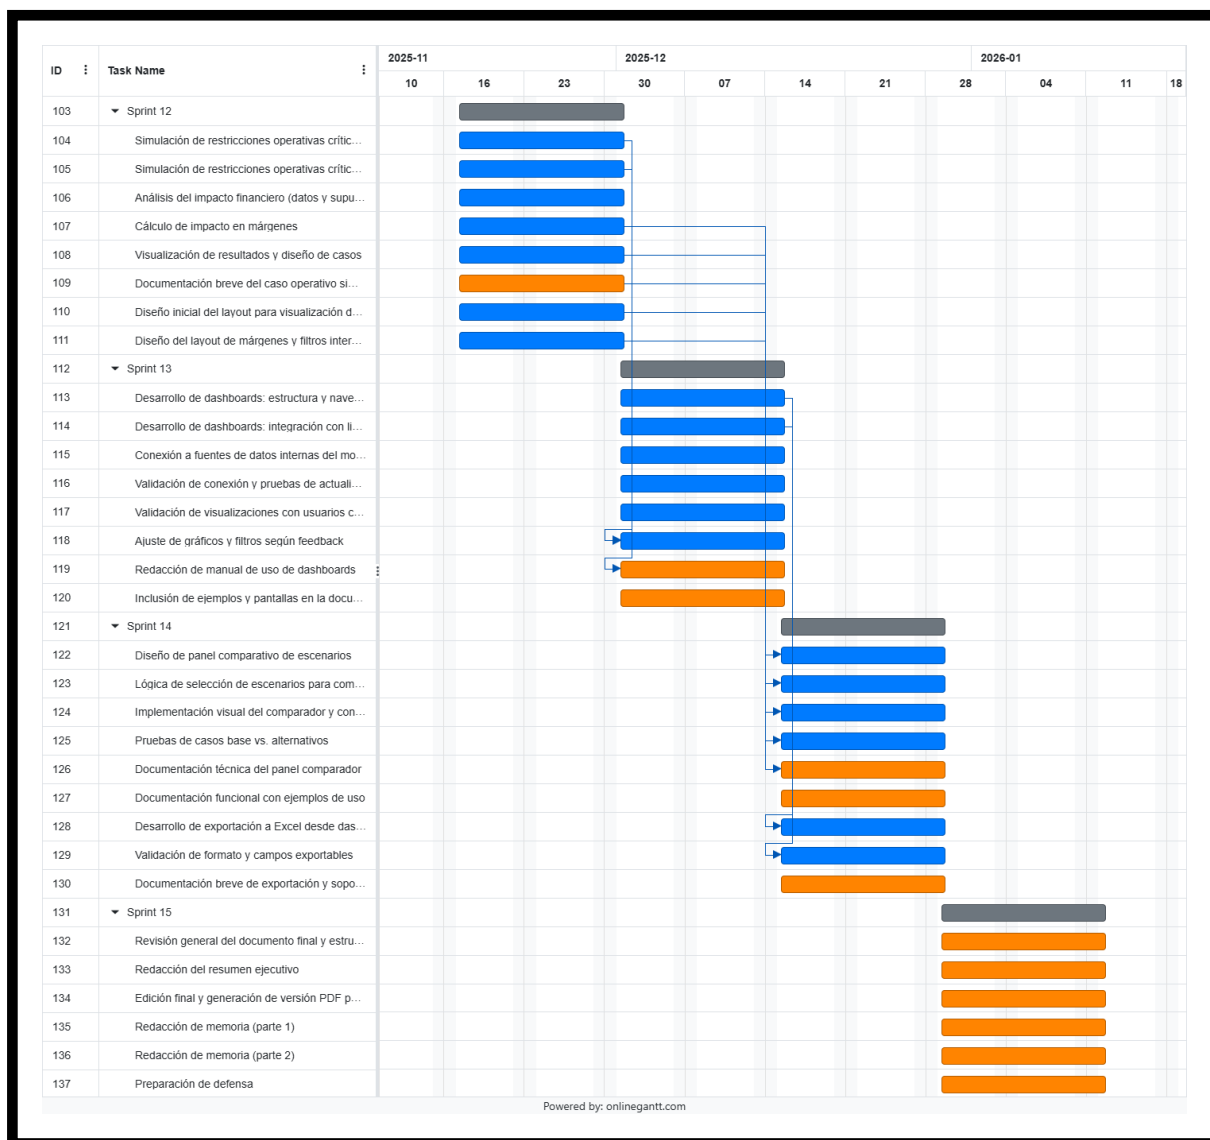 ID Task Name 2025-11 2025-12 2026-01
10 16 23 30 07 14 21 28 04 11 18
103 Sprint 12
104 Simulación de restricciones operativas crític...
105 Simulación de restricciones operativas crític...
106 Análisis del impacto financiero (datos y supu...
107 Cálculo de impacto en márgenes
108 Visualización de resultados y diseño de casos
109 Documentación breve del caso operativo si...
110 Diseño inicial del layout para visualización d...
111 Diseño del layout de márgenes y filtros inter...
112 Sprint 13
113 Desarrollo de dashboards: estructura y nave...
114 Desarrollo de dashboards: integración con li...
115 Conexión a fuentes de datos internas del mo...
116 Validación de conexión y pruebas de actuali...
117 Validación de visualizaciones con usuarios c...
118 Ajuste de gráficos y filtros según feedback
119 Redacción de manual de uso de dashboards
120 Inclusión de ejemplos y pantallas en la docu...
121 Sprint 14
122 Diseño de panel comparativo de escenarios
123 Lógica de selección de escenarios para com...
124 Implementación visual del comparador y con...
125 Pruebas de casos base vs. alternativos
126 Documentación técnica del panel comparador
127 Documentación funcional con ejemplos de uso
128 Desarrollo de exportación a Excel desde das...
129 Validación de formato y campos exportables
130 Documentación breve de exportación y sopo...
131 Sprint 15
132 Revisión general del documento final y estru...
133 Redacción del resumen ejecutivo
134 Edición final y generación de versión PDF p...
135 Redacción de memoria (parte 1)
136 Redacción de memoria (parte 2)
137 Preparación de defensa
Powered by: onlinegantt.com